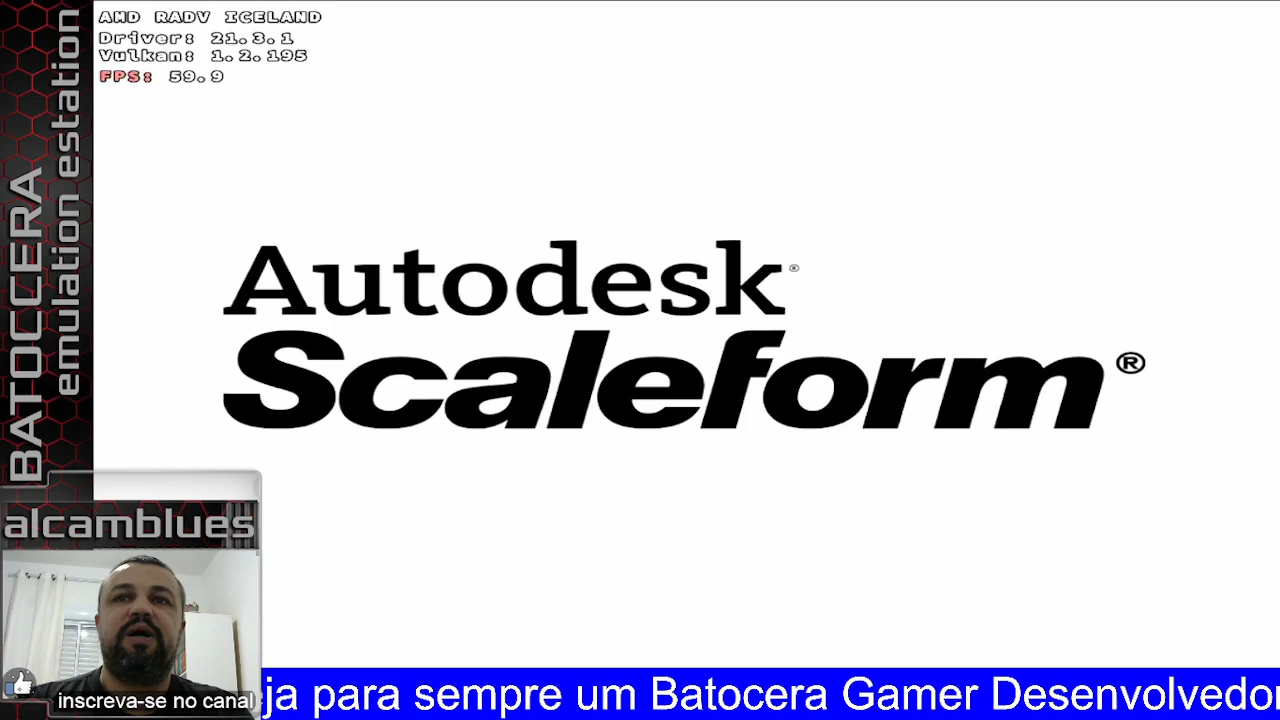 AMD RADV ICELAND
Driver: 21.3.1
Vulkan: 1.2.195
FPS: 59.9
BATOCCERA
emulation estation
Autodesk®
Scaleform®
alcamblues
inscreva-se no canal
ja para sempre um Batocera Gamer Desenvolvedor